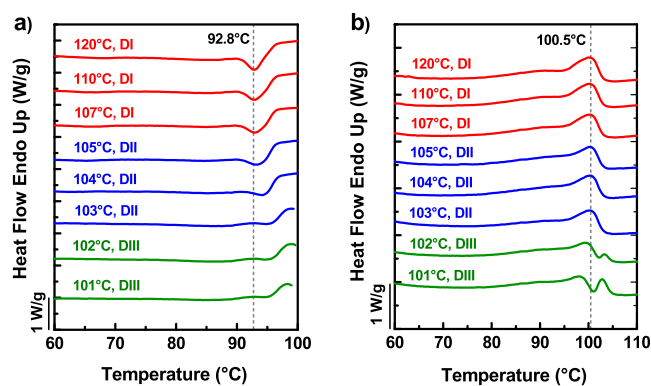 a)
92.8°C
120°C, DI
110°C, DI
107°C, DI
105°C, DII
104°C, DII
103°C, DII
102°C, DIII
101°C, DIII
Heat Flow Endo Up (W/g)
1 W/g
60 70 80 90 100
Temperature (°C)
b)
100.5°C
120°C, DI
110°C, DI
107°C, DI
105°C, DII
104°C, DII
103°C, DII
102°C, DIII
101°C, DIII
Heat Flow Endo Up (W/g)
1 W/g
60 70 80 90 100 110
Temperature (°C)